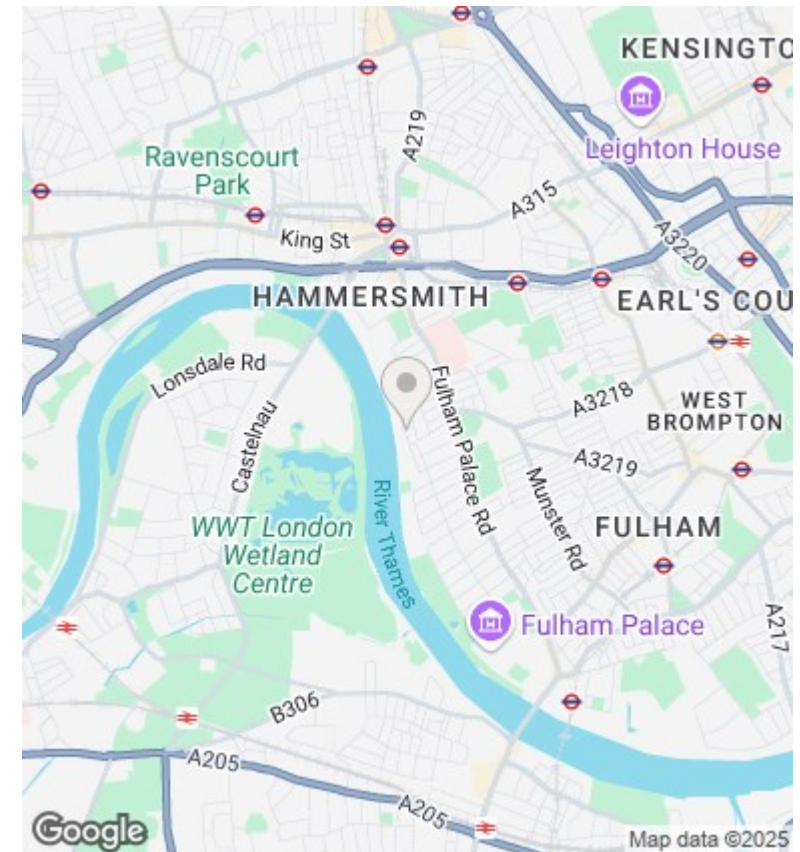 KENSINGTO
Leighton House
A219
Ravenscourt
Park
A315
King St
A3220
HAMMERSMITH
EARL'S COU
Lonsdale Rd
Castelnau
Fulham Palace Rd
A3218
WEST
BROMPTON
A3219
Munster Rd
River Thames
WWT London
Wetland
Centre
FULHAM
Fulham Palace
A217
B306
A205
A205
Google
Map data ©2025